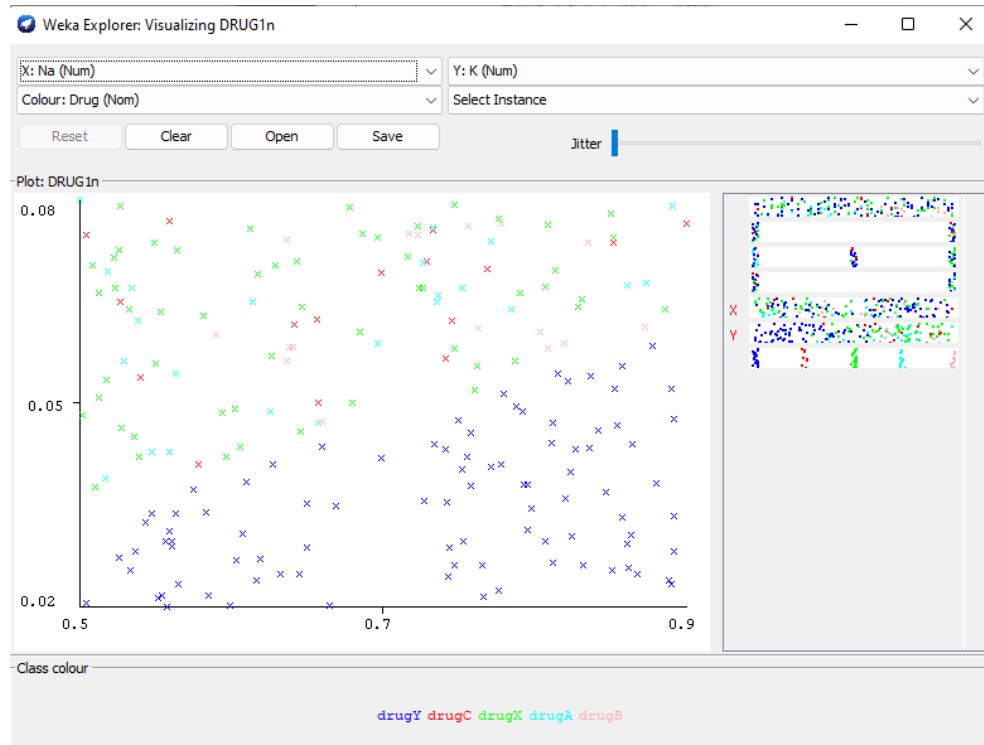 Weka Explorer: Visualizing DRUG1n
X: Na (Num)
Y: K (Num)
Colour: Drug (Nom)
Select Instance
Reset
Clear
Open
Save
Jitter
Plot: DRUG1n
0.08
0.05
0.02
0.5
0.7
0.9
X
Y
Class colour
drugY drugC drugX drugA drugB